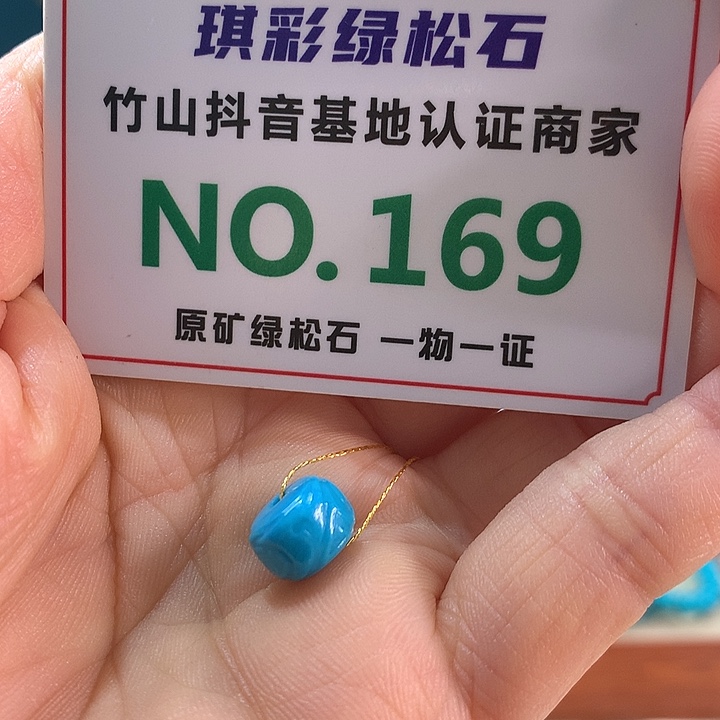 琪彩绿松石
竹山抖音基地认证商家
NO.169
原矿绿松石 一物一证